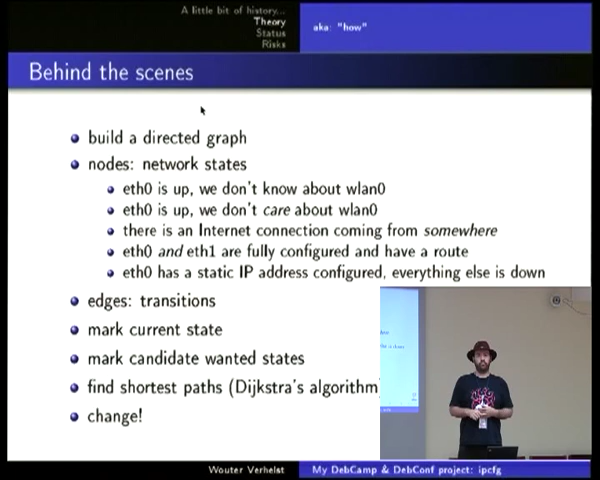 A little bit of history...
Theory
Status
Risks
aka: "how"
Behind the scenes
build a directed graph
nodes: network states
eth0 is up, we don't know about wlan0
eth0 is up, we don't care about wlan0
there is an Internet connection coming from somewhere
eth0 and eth1 are fully configured and have a route
eth0 has a static IP address configured, everything else is down
edges: transitions
mark current state
mark candidate wanted states
find shortest paths (Dijkstra's algorithm
change!
Wouter Verhelst
My DebCamp & DebConf project: ipcfg